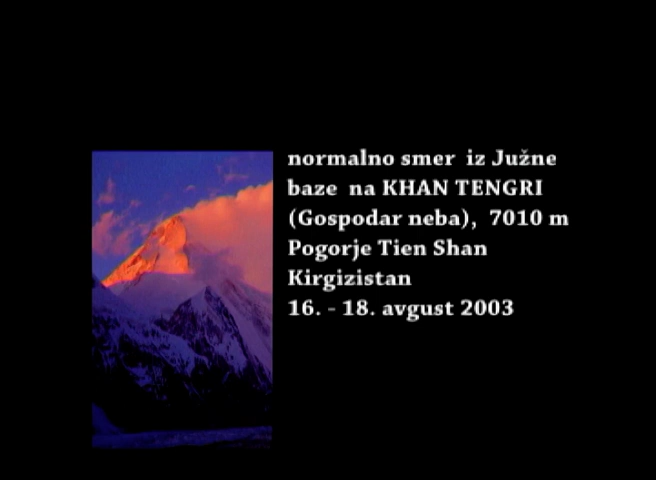 normalno smer iz Južne
baze na KHAN TENGRI
(Gospodar neba), 7010 m
Pogorje Tien Shan
Kirgizistan
16. - 18. avgust 2003